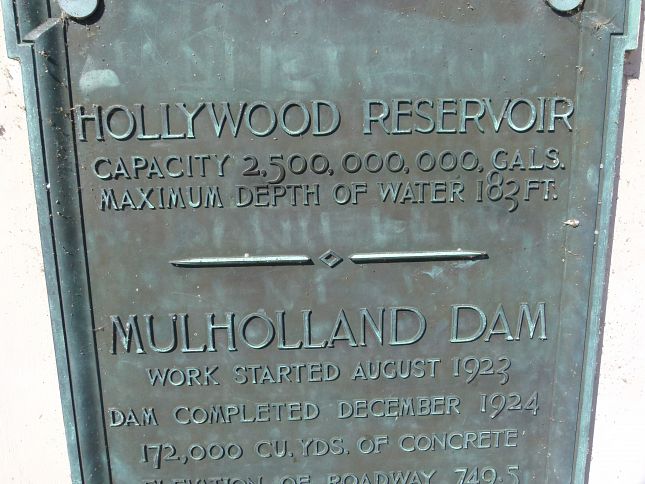 HOLLYWOOD RESERVOIR
CAPACITY 2,500,000,000, GALS.
MAXIMUM DEPTH OF WATER 183 FT.
MULHOLLAND DAM
WORK STARTED AUGUST 1923
DAM COMPLETED DECEMBER 1924
172,000 CU. YDS. OF CONCRETE
ELEVATION OF ROADWAY 749.5